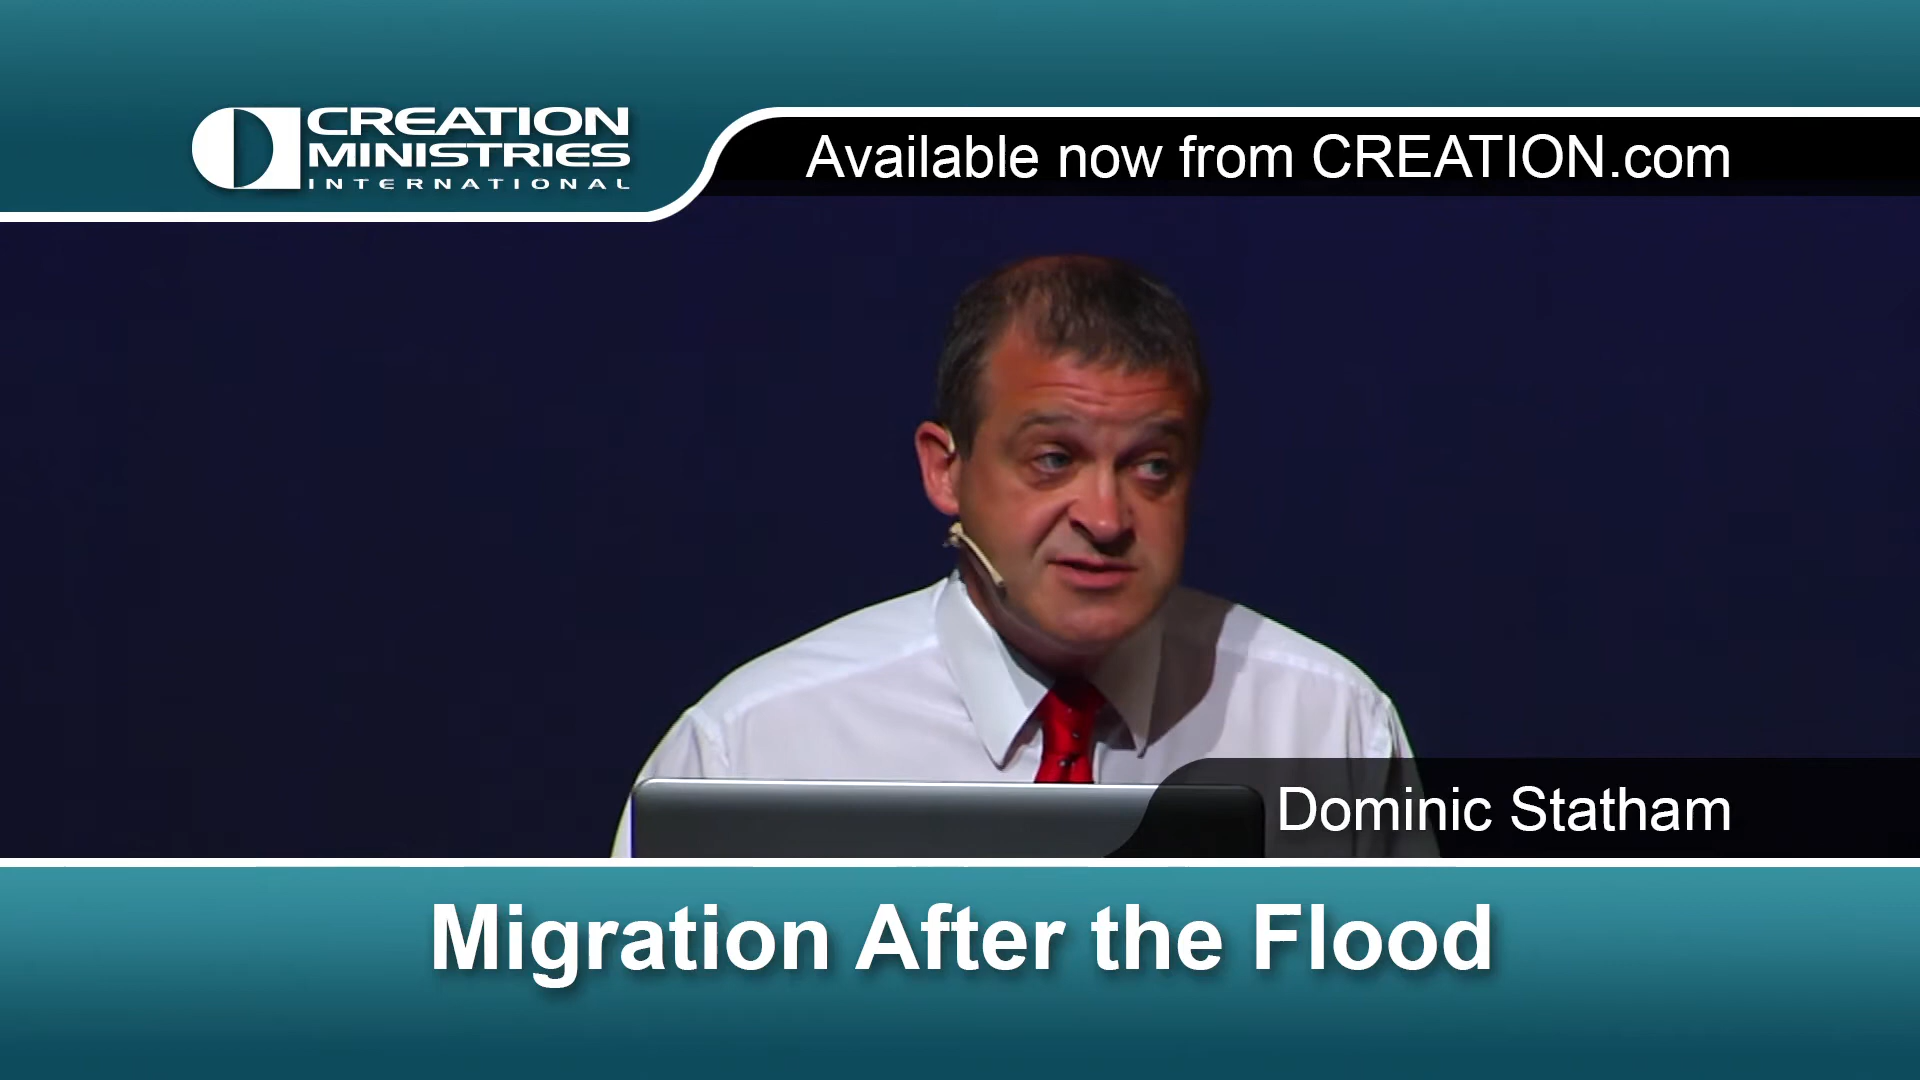 CREATION
MINISTRIES
INTERNATIONAL
Available now from CREATION.com
Dominic Statham
Migration After the Flood